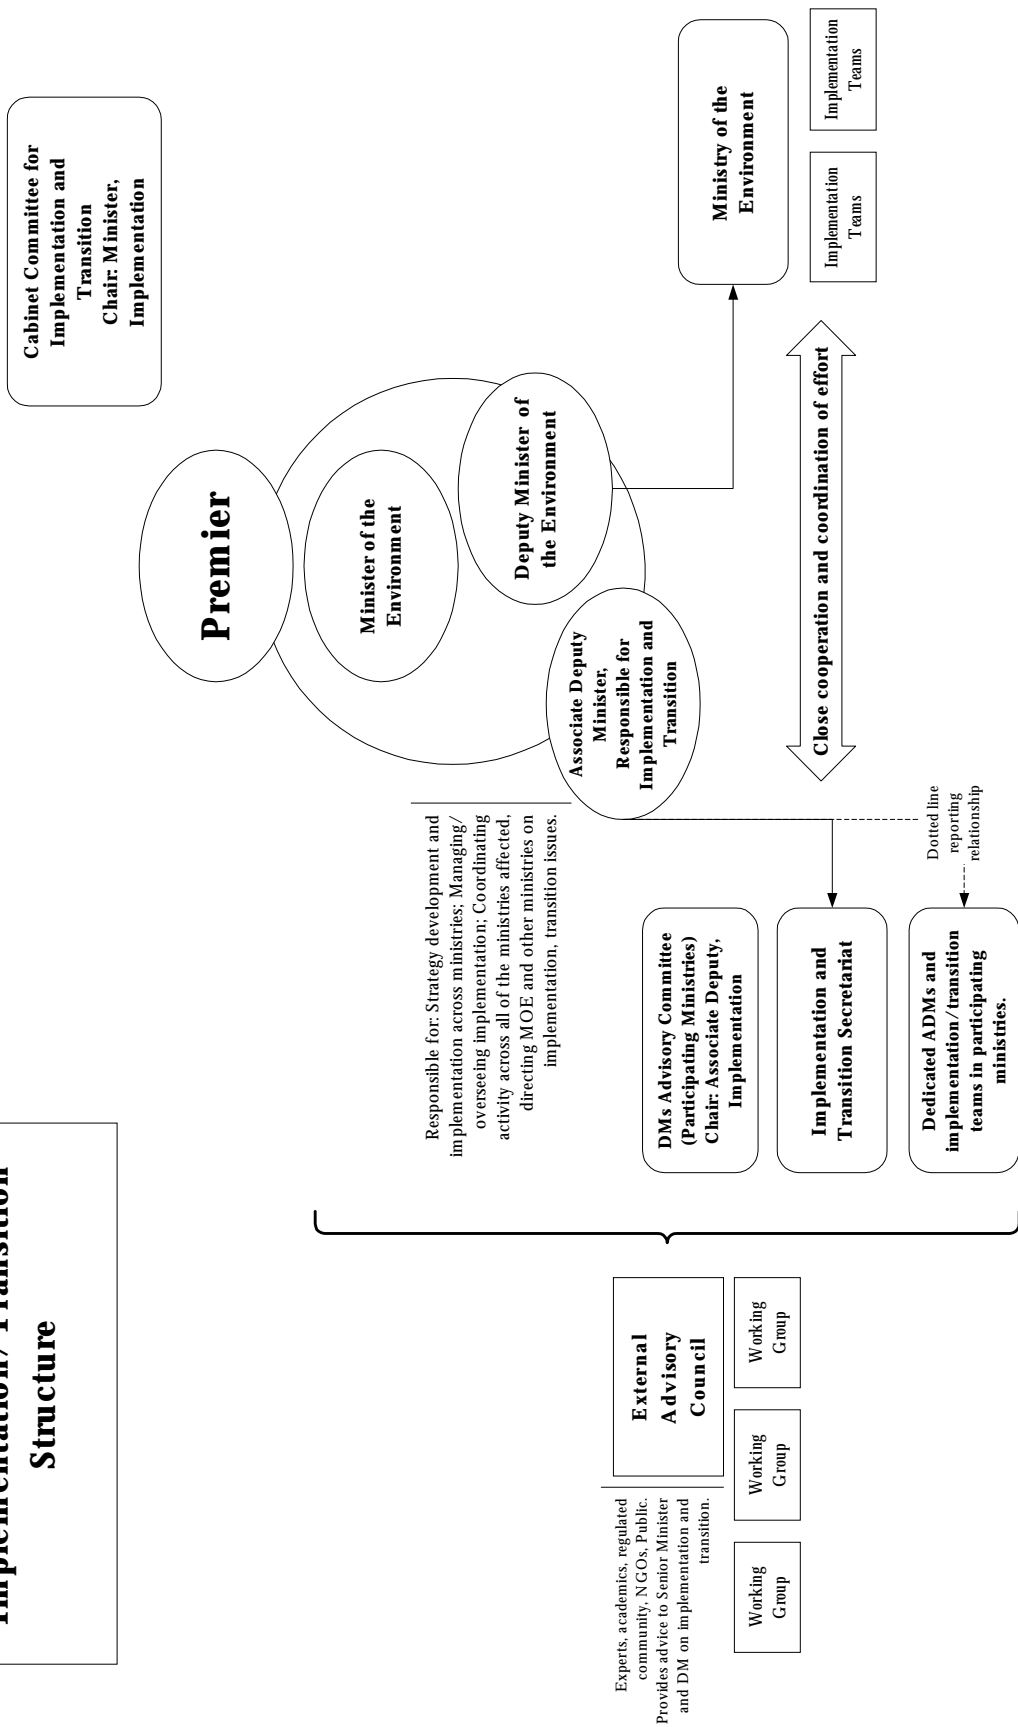 Implementation/Transition
Structure
Cabinet Committee for
Implementation and
Transition
Chair: Minister,
Implementation
Premier
Minister of the
Environment
Deputy Minister of
the Environment
Associate Deputy
Minister,
Responsible for
Implementation and
Transition
Responsible for: Strategy development and
implementation across ministries; Managing/
overseeing implementation; Coordinating
activity across all of the ministries affected,
directing MOE and other ministries on
implementation, transition issues.
Ministry of the
Environment
Implementation
Teams
Implementation
Teams
Close cooperation and coordination of effort
DMs Advisory Committee
(Participating Ministries)
Chair: Associate Deputy,
Implementation
Implementation and
Transition Secretariat
Dotted line
reporting
relationship
Dedicated ADMs and
implementation/transition
teams in participating
ministries.
External
Advisory
Council
Experts, academics, regulated
community, NGOs, Public.
Provides advice to Senior Minister
and DM on implementation and
transition.
Working
Group
Working
Group
Working
Group